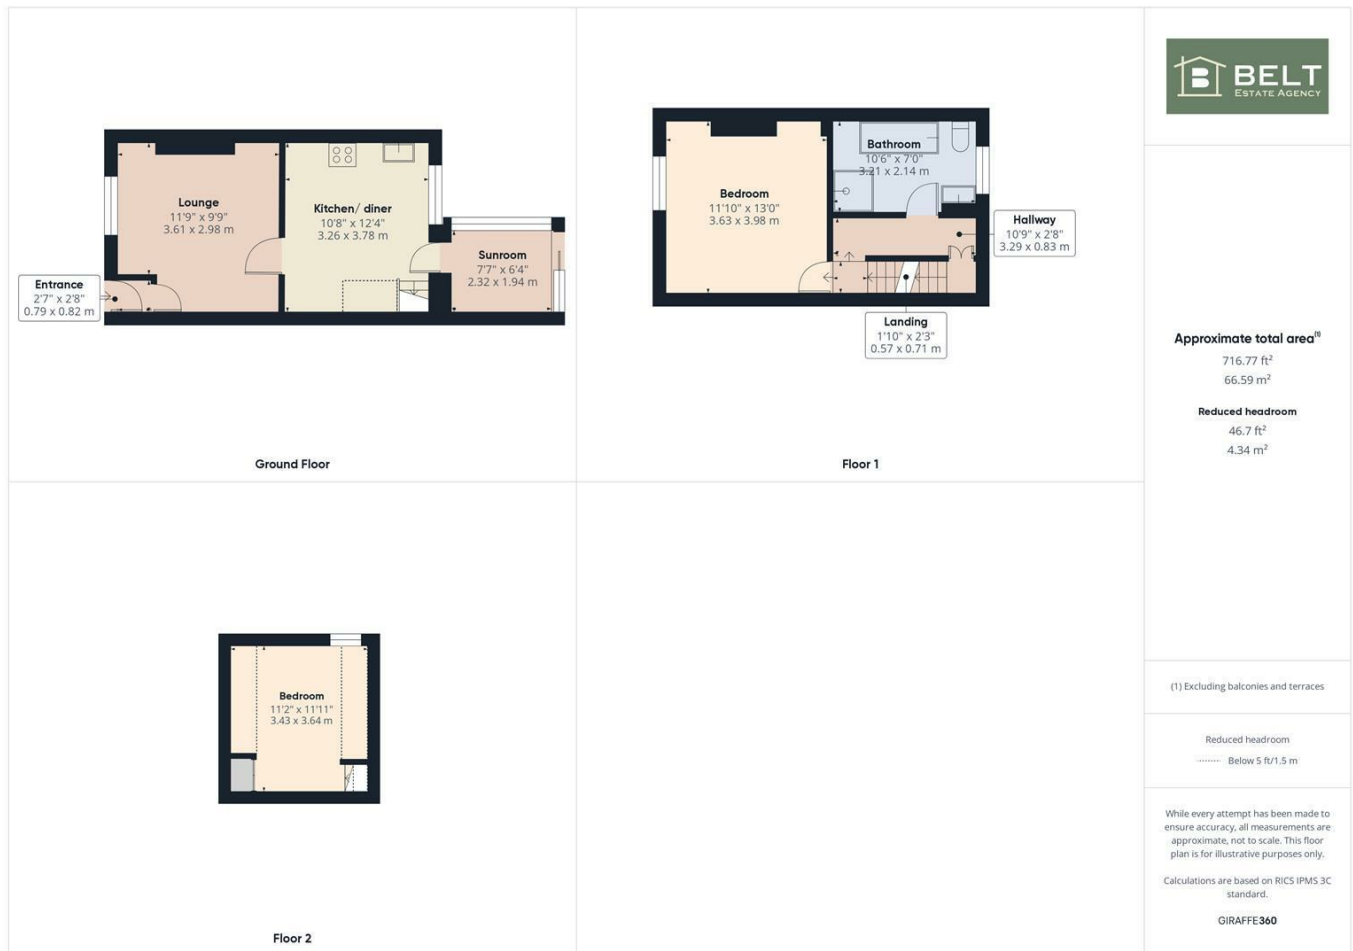 Lounge
11'9" x 9'9"
3.61 x 2.98 m
Kitchen/ diner
10'8" x 12'4"
3.26 x 3.78 m
Sunroom
7'7" x 6'4"
2.32 x 1.94 m
Entrance
2'7" x 2'8"
0.79 x 0.82 m
Ground Floor
Bedroom
11'10" x 13'0"
3.63 x 3.98 m
Bathroom
10'6" x 7'0"
3.21 x 2.14 m
Hallway
10'9" x 2'8"
3.29 x 0.83 m
Landing
1'10" x 2'3"
0.57 x 0.71 m
Floor 1
Bedroom
11'2" x 11'11"
3.43 x 3.64 m
Floor 2
B BELT
ESTATE AGENCY
Approximate total area(1)
716.77 ft²
66.59 m²
Reduced headroom
46.7 ft²
4.34 m²
(1) Excluding balconies and terraces
Reduced headroom
Below 5 ft/1.5 m
While every attempt has been made to
ensure accuracy, all measurements are
approximate, not to scale. This floor
plan is for illustrative purposes only.
Calculations are based on RICS IPMS 3C
standard.
GIRAFFE360